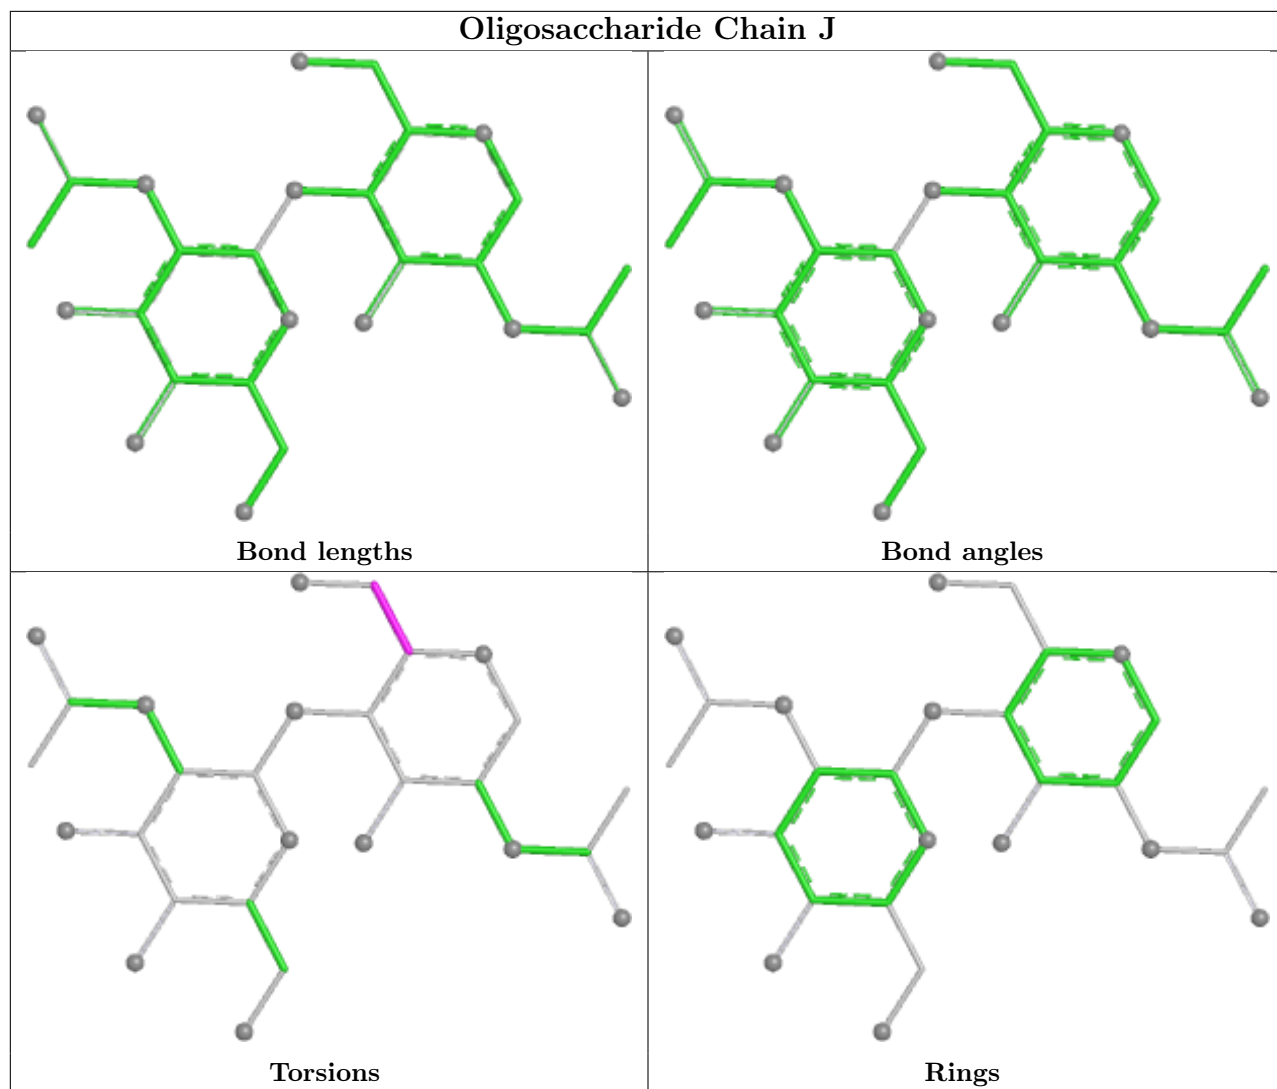 Oligosaccharide Chain J
Bond lengths
Bond angles
Torsions
Rings